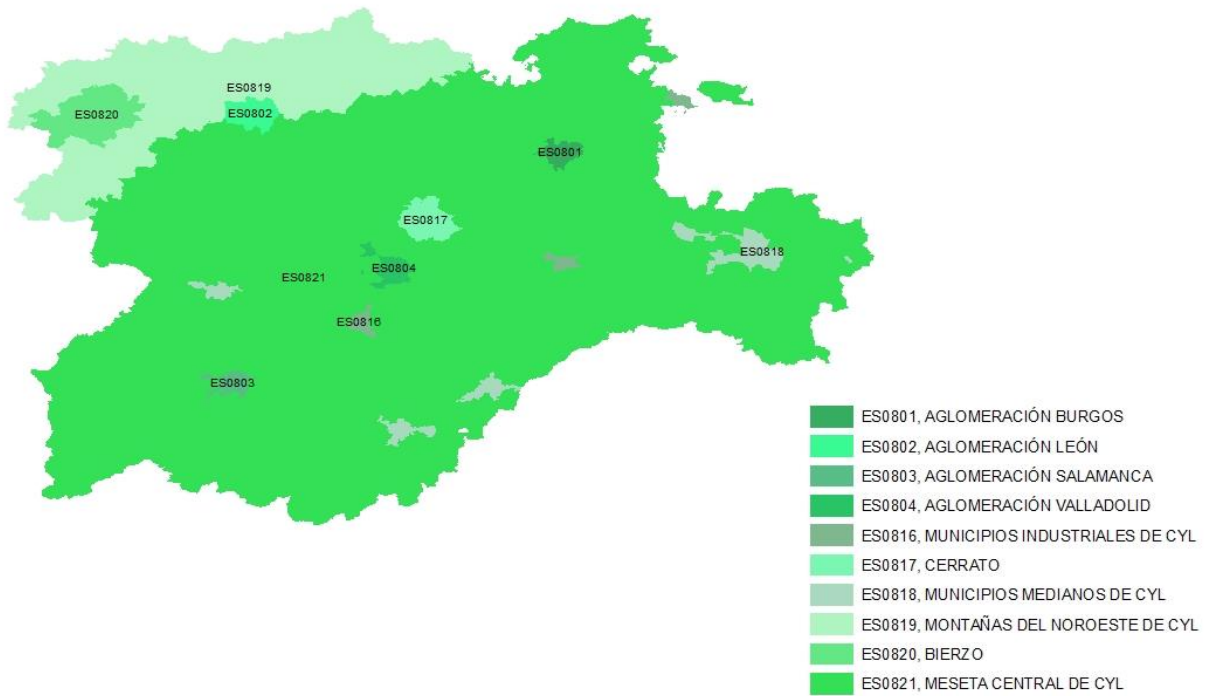 ES0819
ES0802
ES0820
ES0801
ES0817
ES0818
ES0804
ES0821
ES0816
ES0803
ES0801, AGLOMERACIÓN BURGOS
ES0802, AGLOMERACIÓN LEÓN
ES0803, AGLOMERACIÓN SALAMANCA
ES0804, AGLOMERACIÓN VALLADOLID
ES0816, MUNICIPIOS INDUSTRIALES DE CYL
ES0817, CERRATO
ES0818, MUNICIPIOS MEDIANOS DE CYL
ES0819, MONTAÑAS DEL NOROESTE DE CYL
ES0820, BIERZO
ES0821, MESETA CENTRAL DE CYL